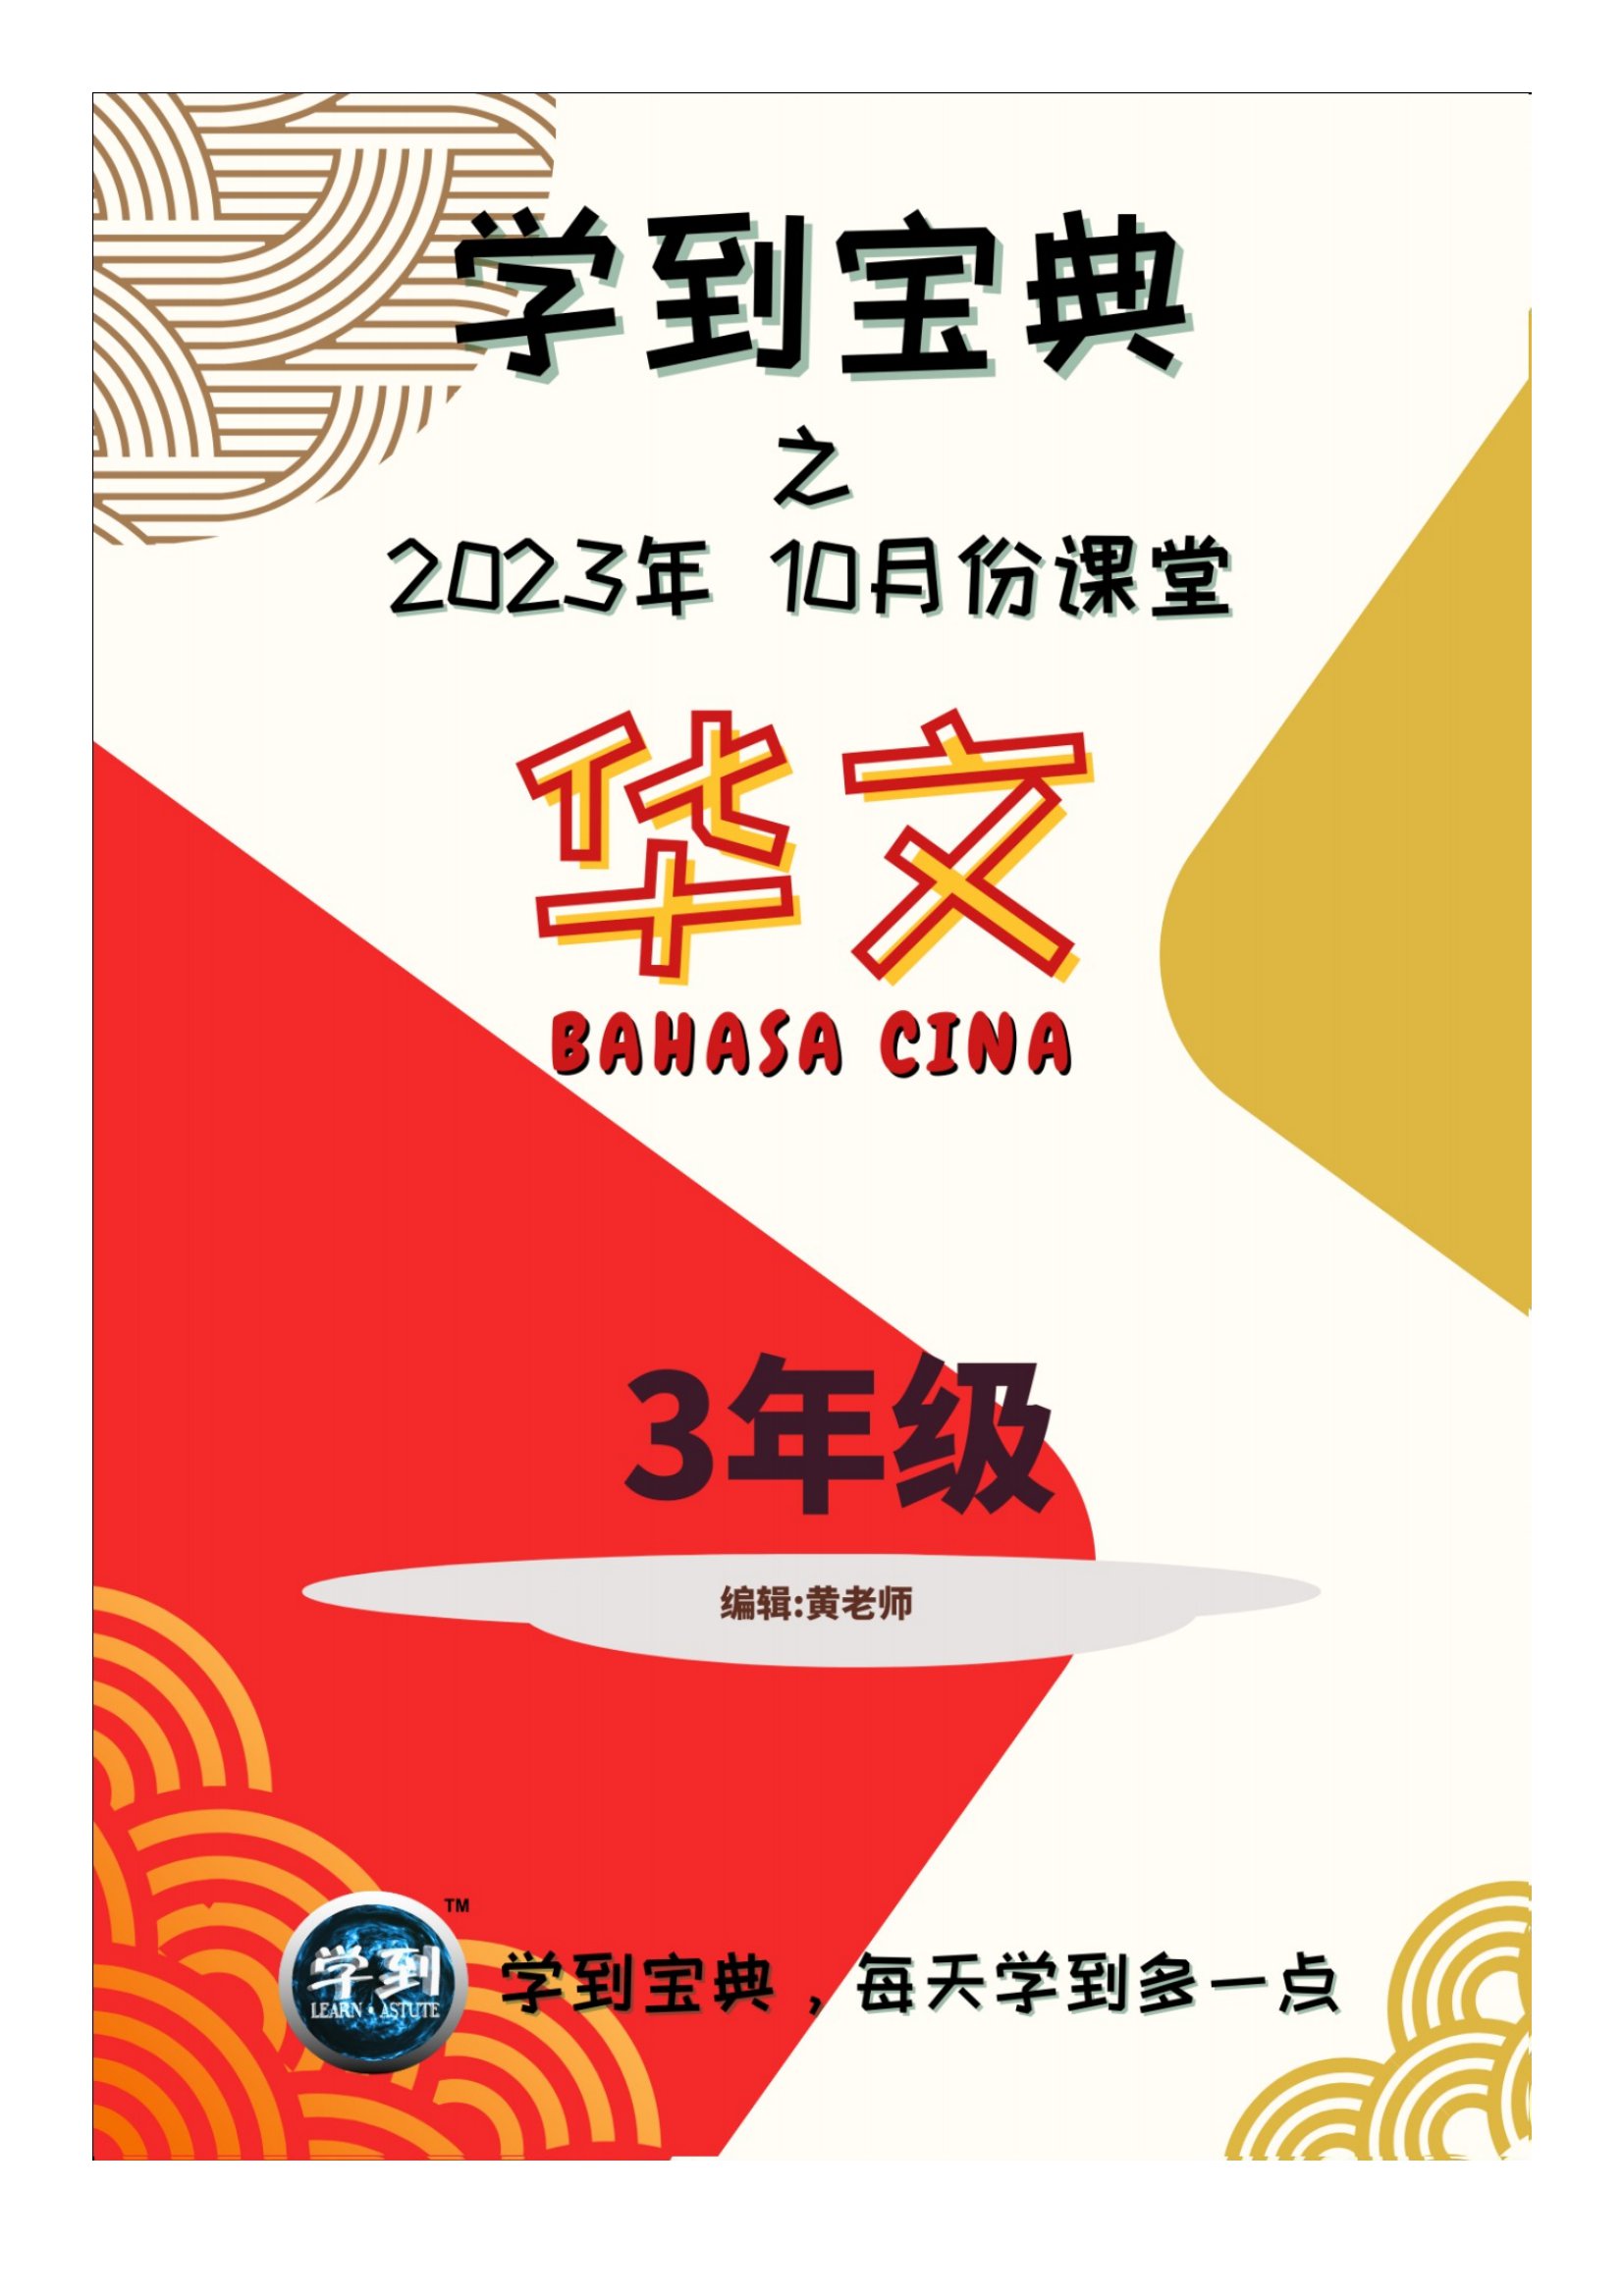 学到宝典
之
2023年 10月份课堂
华文
BAHASA CINA
3年级
编辑:黄老师
TM
学到
LEARN • ASTUTE
学到宝典，每天学到多一点